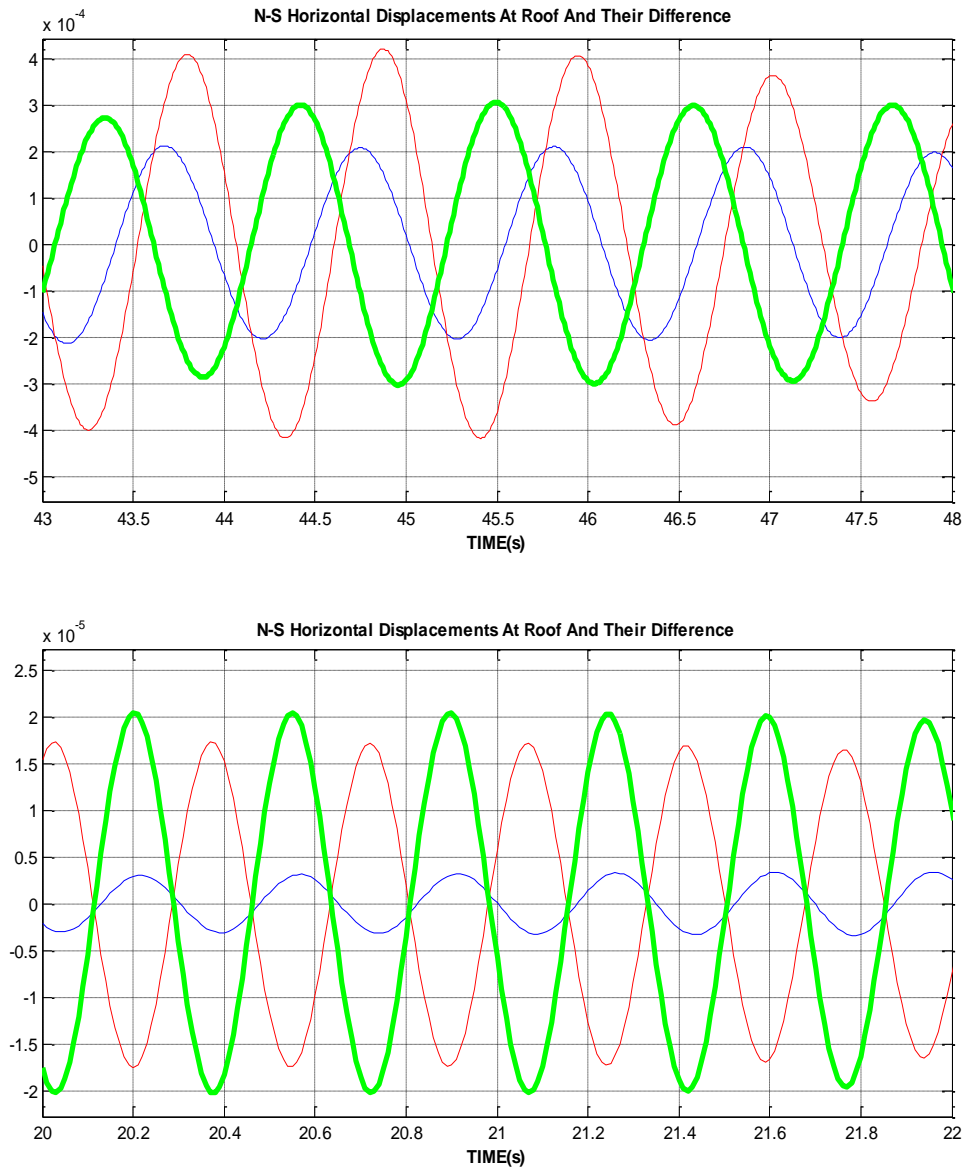 N-S Horizontal Displacements At Roof And Their Difference
x 10-4
4
3
2
1
0
-1
-2
-3
-4
-5
43 43.5 44 44.5 45 45.5 46 46.5 47 47.5 48
TIME(s)
N-S Horizontal Displacements At Roof And Their Difference
x 10-5
2.5
2
1.5
1
0.5
0
-0.5
-1
-1.5
-2
20 20.2 20.4 20.6 20.8 21 21.2 21.4 21.6 21.8 22
TIME(s)